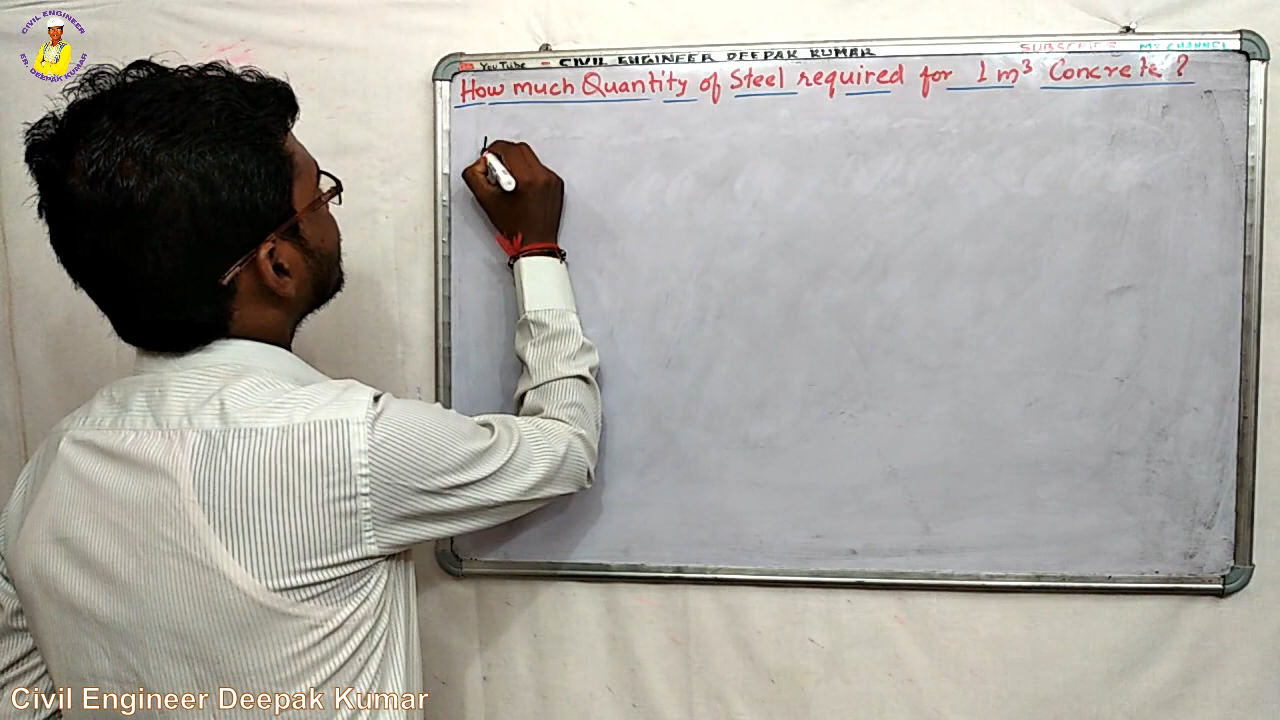 CIVIL ENGINEER
ER. DEEPAK KUMAR
YouTube - CIVIL ENGINEER DEEPAK KUMAR SUBSCRIBE MY CHANNEL
How much Quantity of Steel required for 1 m³ Concrete ?
Civil Engineer Deepak Kumar